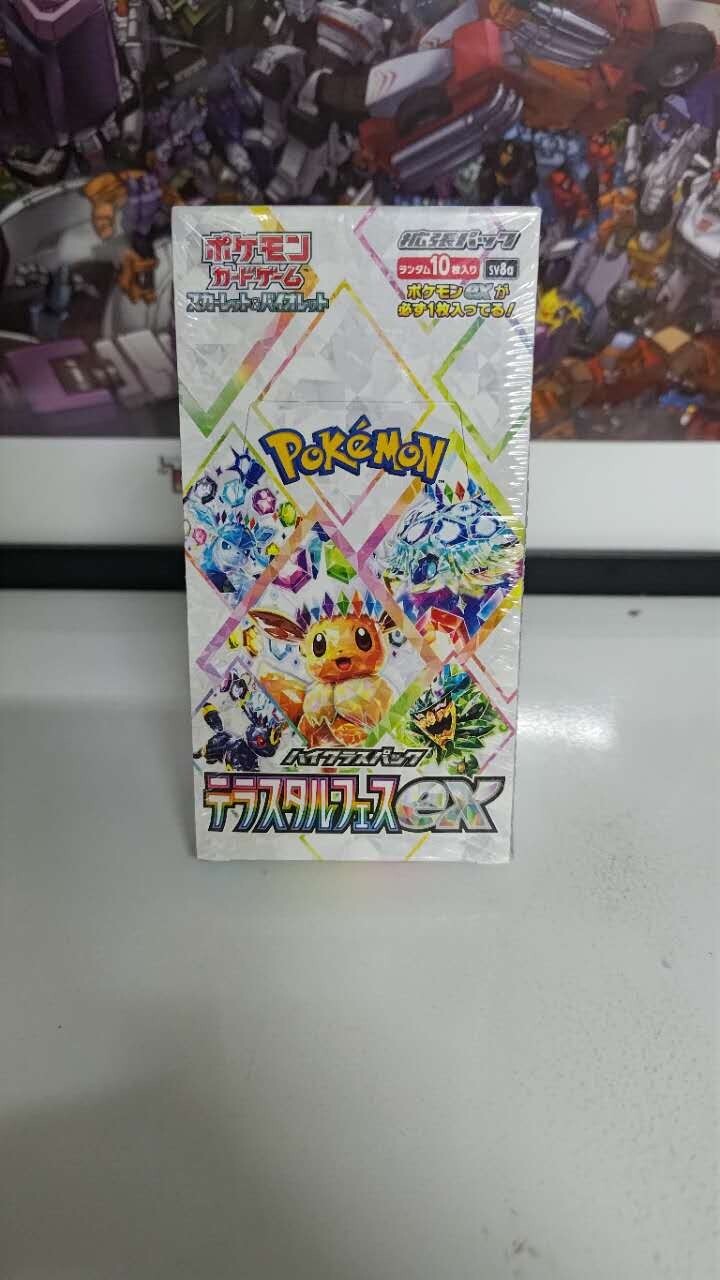 ポケモン
カードゲーム
スカーレット&バイオレット
拡張パック
ランダム10枚入り sv8a
ポケモンexが
必ず1枚入ってる!
POKéMON
TM
ハイクラスパック
テラスタルフェスex